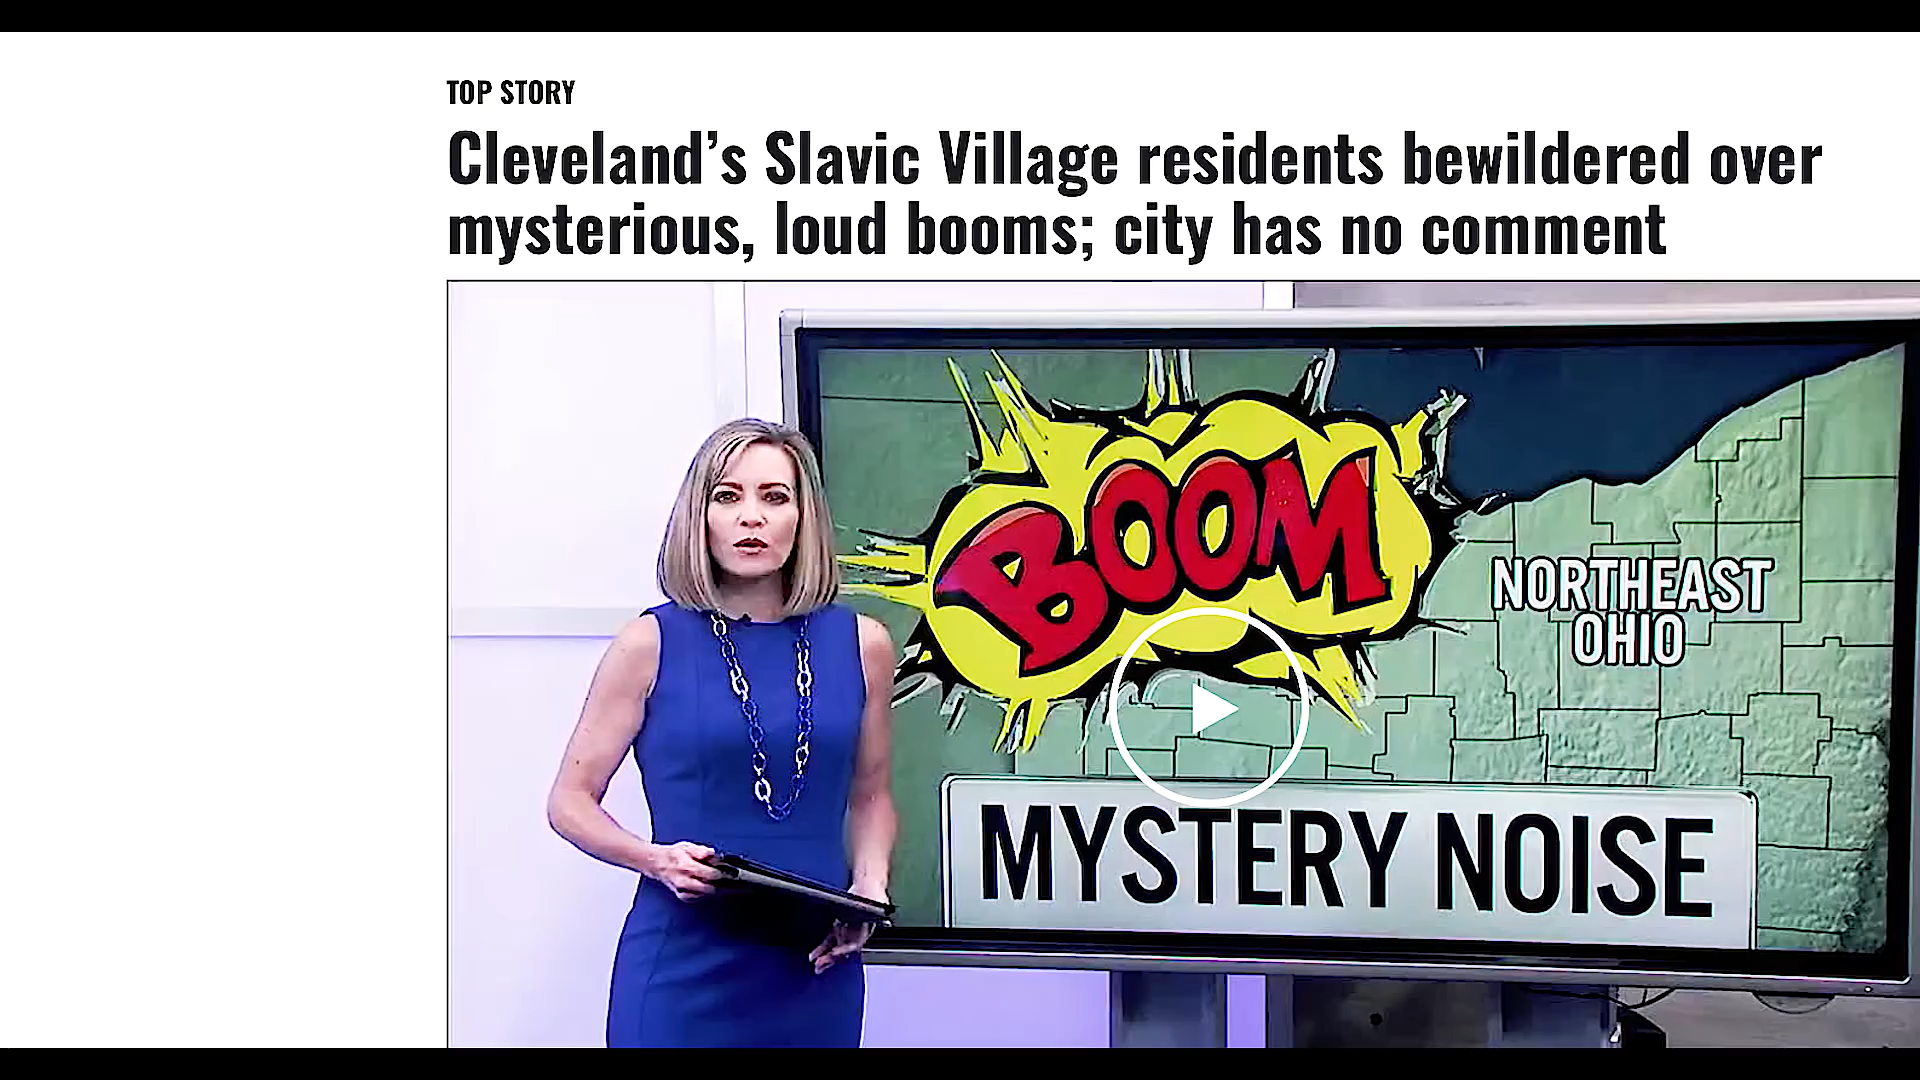 TOP STORY
Cleveland’s Slavic Village residents bewildered over
mysterious, loud booms; city has no comment
BOOM
NORTHEAST
OHIO
MYSTERY NOISE